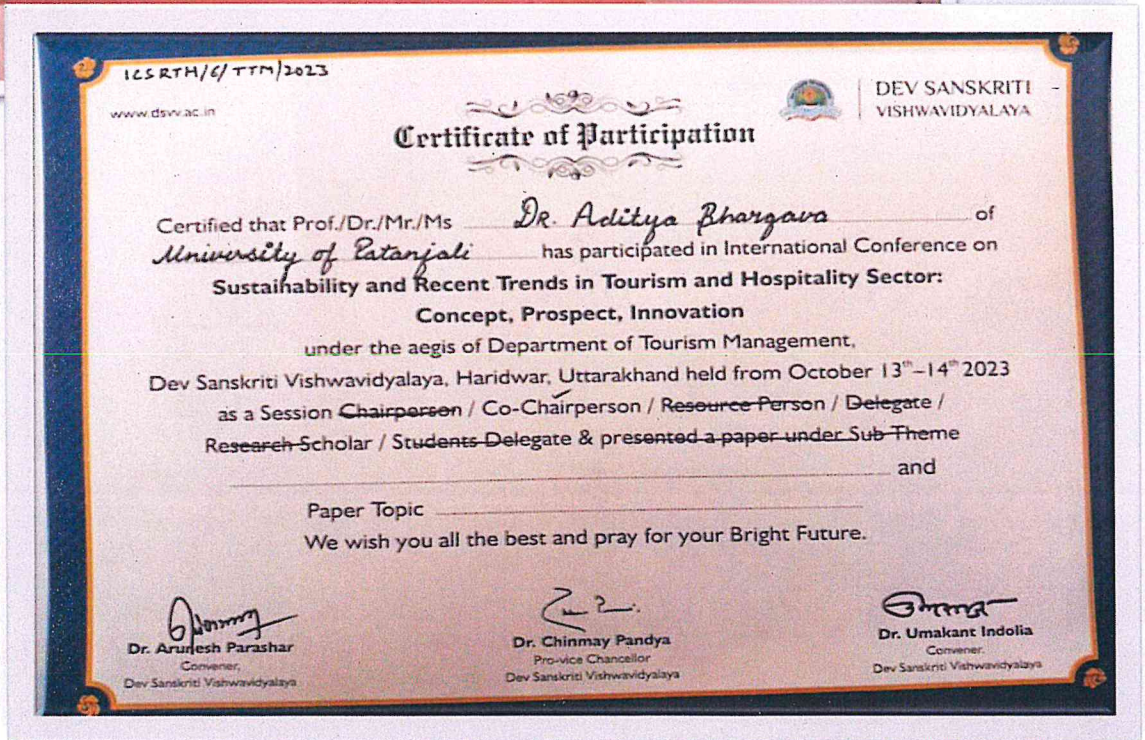 ICSRTH/6/TTM/2023
www.dsvv.ac.in
DEV SANSKRITI
VISHWAVIDYALAYA
Certificate of Participation
Certified that Prof./Dr./Mr./Ms DR. Aditya Bhargava of
University of Patanjali has participated in International Conference on
Sustainability and Recent Trends in Tourism and Hospitality Sector:
Concept, Prospect, Innovation
under the aegis of Department of Tourism Management,
Dev Sanskriti Vishwavidyalaya, Haridwar, Uttarakhand held from October 13th–14th 2023
as a Session Chairperson / Co-Chairperson / Resource Person / Delegate /
Research Scholar / Students Delegate & presented a paper under Sub Theme
and
Paper Topic
We wish you all the best and pray for your Bright Future.
Dr. Arunesh Parashar
Convener,
Dev Sanskriti Vishwavidyalaya
Dr. Chinmay Pandya
Pro-vice Chancellor
Dev Sanskriti Vishwavidyalaya
Dr. Umakant Indolia
Convener,
Dev Sanskriti Vishwavidyalaya